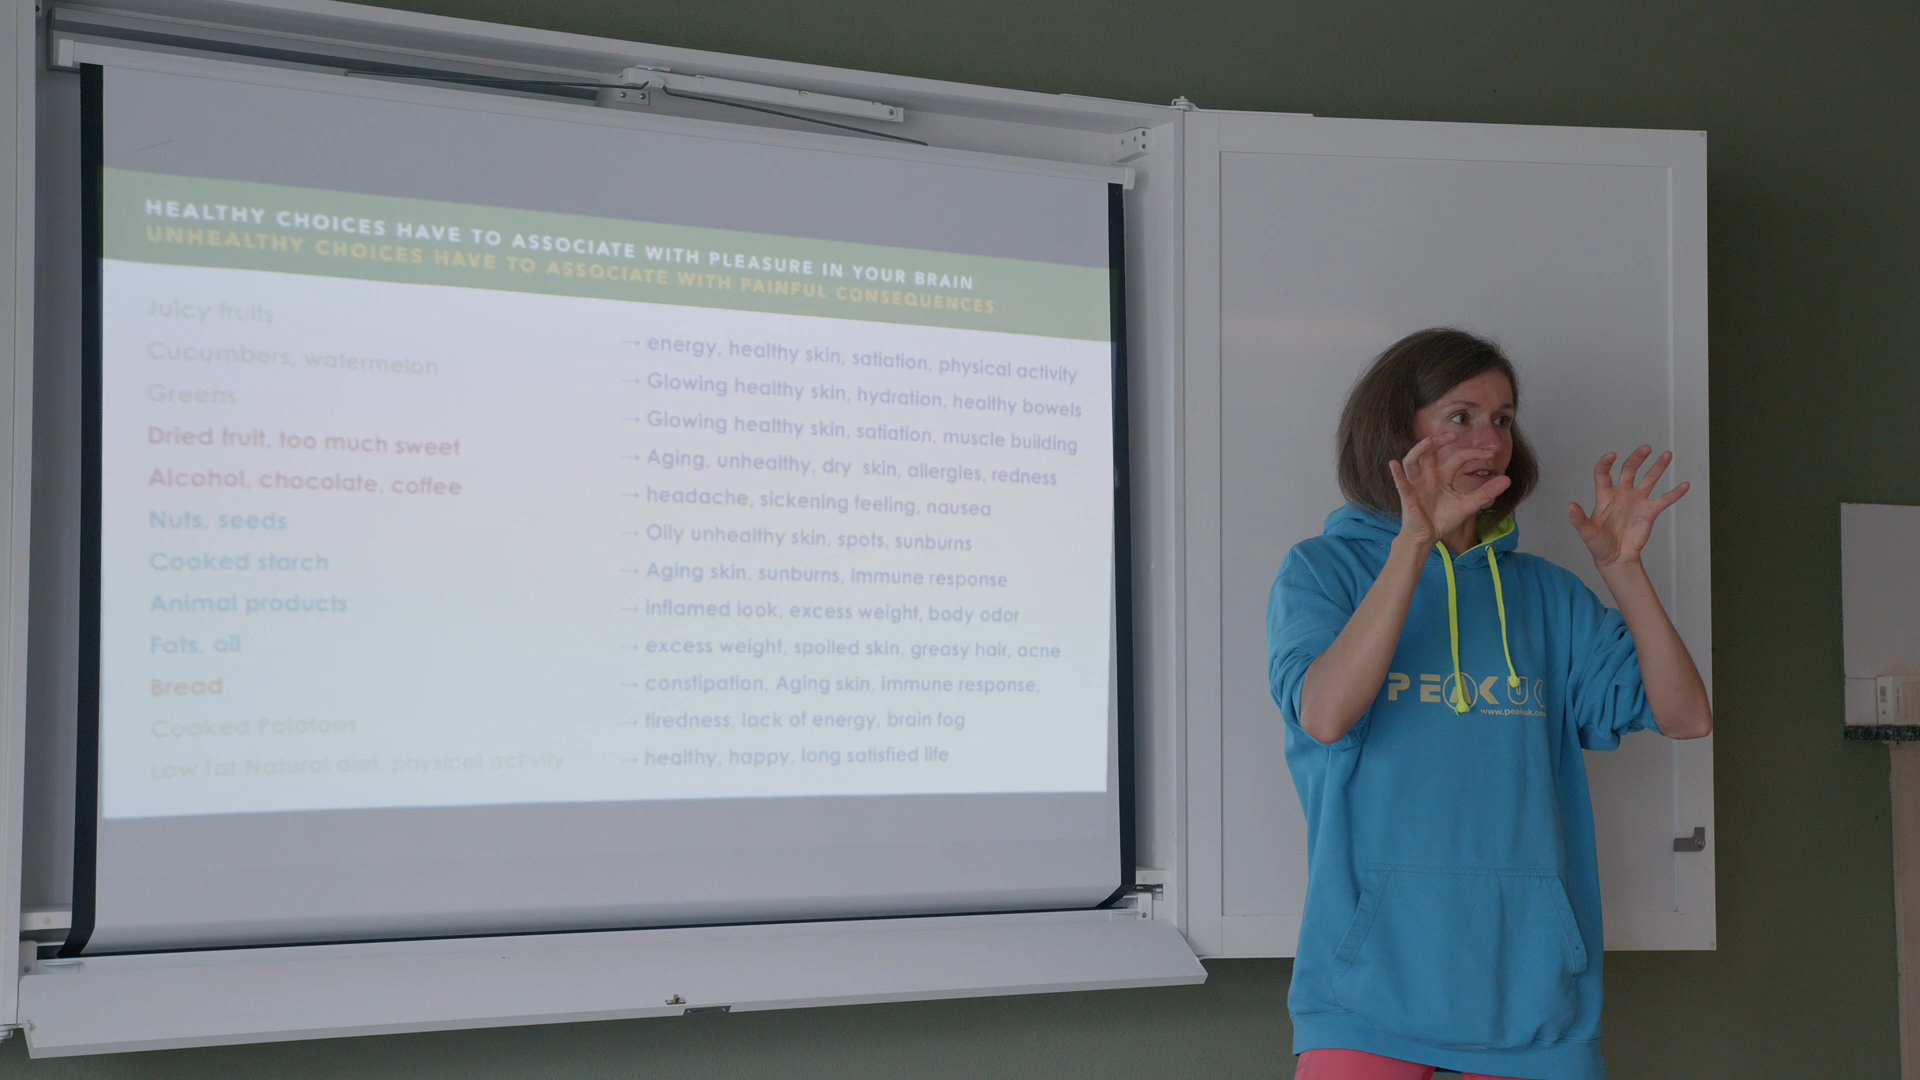 HEALTHY CHOICES HAVE TO ASSOCIATE WITH PLEASURE IN YOUR BRAIN
UNHEALTHY CHOICES HAVE TO ASSOCIATE WITH PAINFUL CONSEQUENCES
Juicy fruits → energy, healthy skin, satiation, physical activity
Cucumbers, watermelon → Glowing healthy skin, hydration, healthy bowels
Greens → Glowing healthy skin, satiation, muscle building
Dried fruit, too much sweet → Aging, unhealthy, dry skin, allergies, redness
Alcohol, chocolate, coffee → headache, sickening feeling, nausea
Nuts, seeds → Oily unhealthy skin, spots, sunburns
Cooked starch → Aging skin, sunburns, immune response
Animal products → inflamed look, excess weight, body odor
Fats, oil → excess weight, spoiled skin, greasy hair, acne
Bread → constipation, Aging skin, immune response,
Cooked Potatoes → tiredness, lack of energy, brain fog
Low fat Natural diet, physical activity → healthy, happy, long satisfied life
PEAK UK
www.peakuk.co